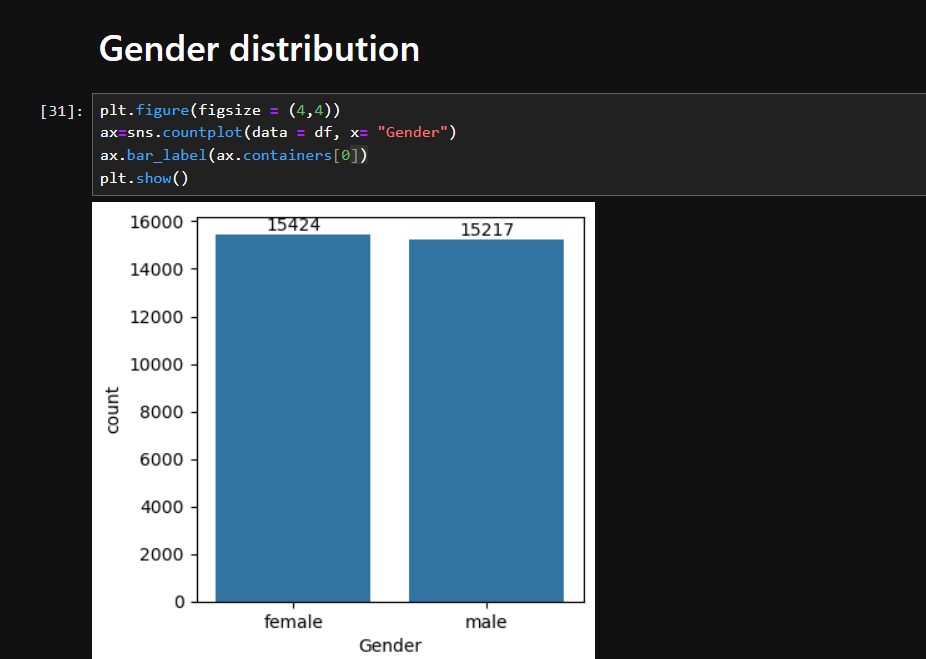 Gender distribution
[31]:
plt.figure(figsize = (4,4))
ax=sns.countplot(data = df, x= "Gender")
ax.bar_label(ax.containers[0])
plt.show()
15424
15217
16000
14000
12000
10000
8000
6000
4000
2000
0
count
female
male
Gender